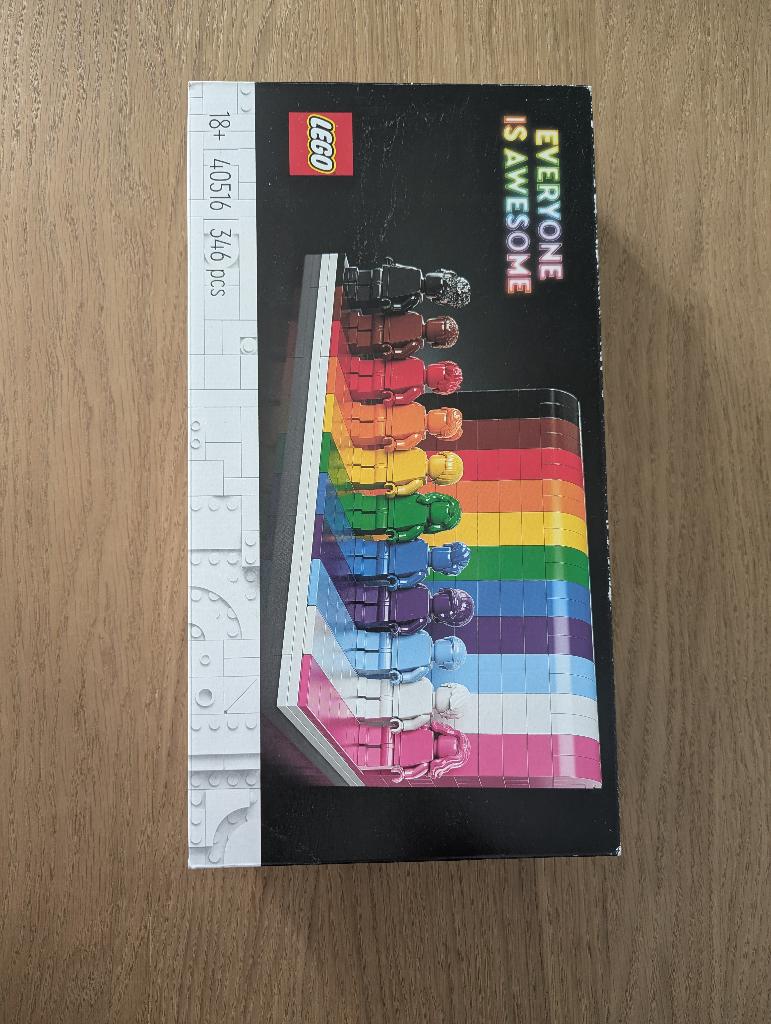 EVERYONE
IS AWESOME
LEGO
18+ | 40516 | 346 pcs